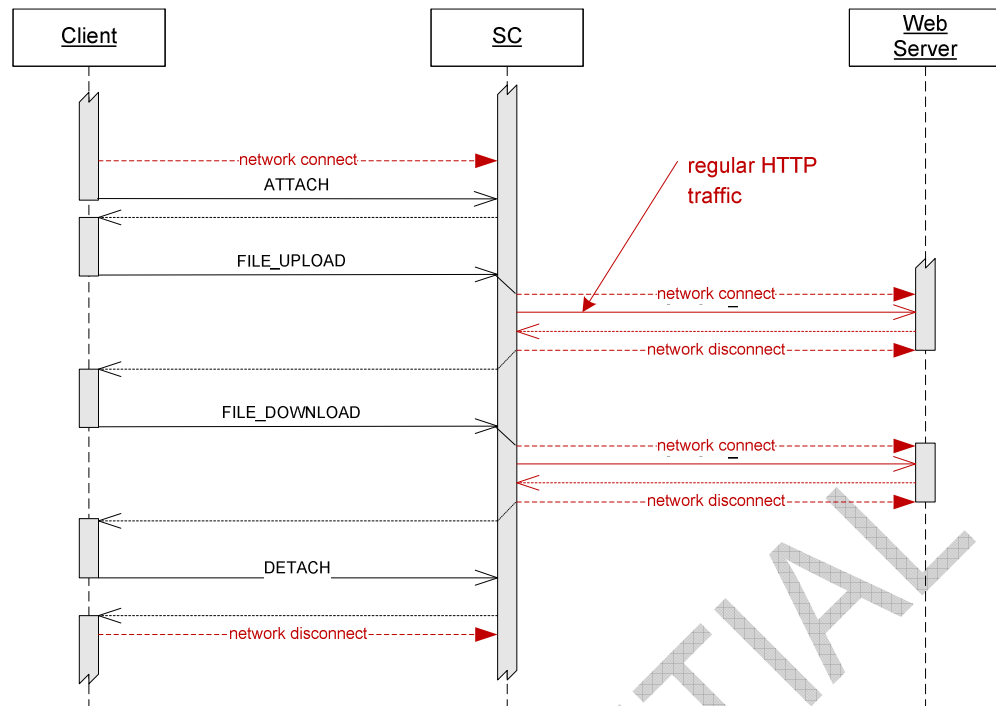 Client
SC
Web
Server
network connect
ATTACH
regular HTTP
traffic
FILE_UPLOAD
network connect
network disconnect
FILE_DOWNLOAD
network connect
network disconnect
DETACH
network disconnect
TIAL